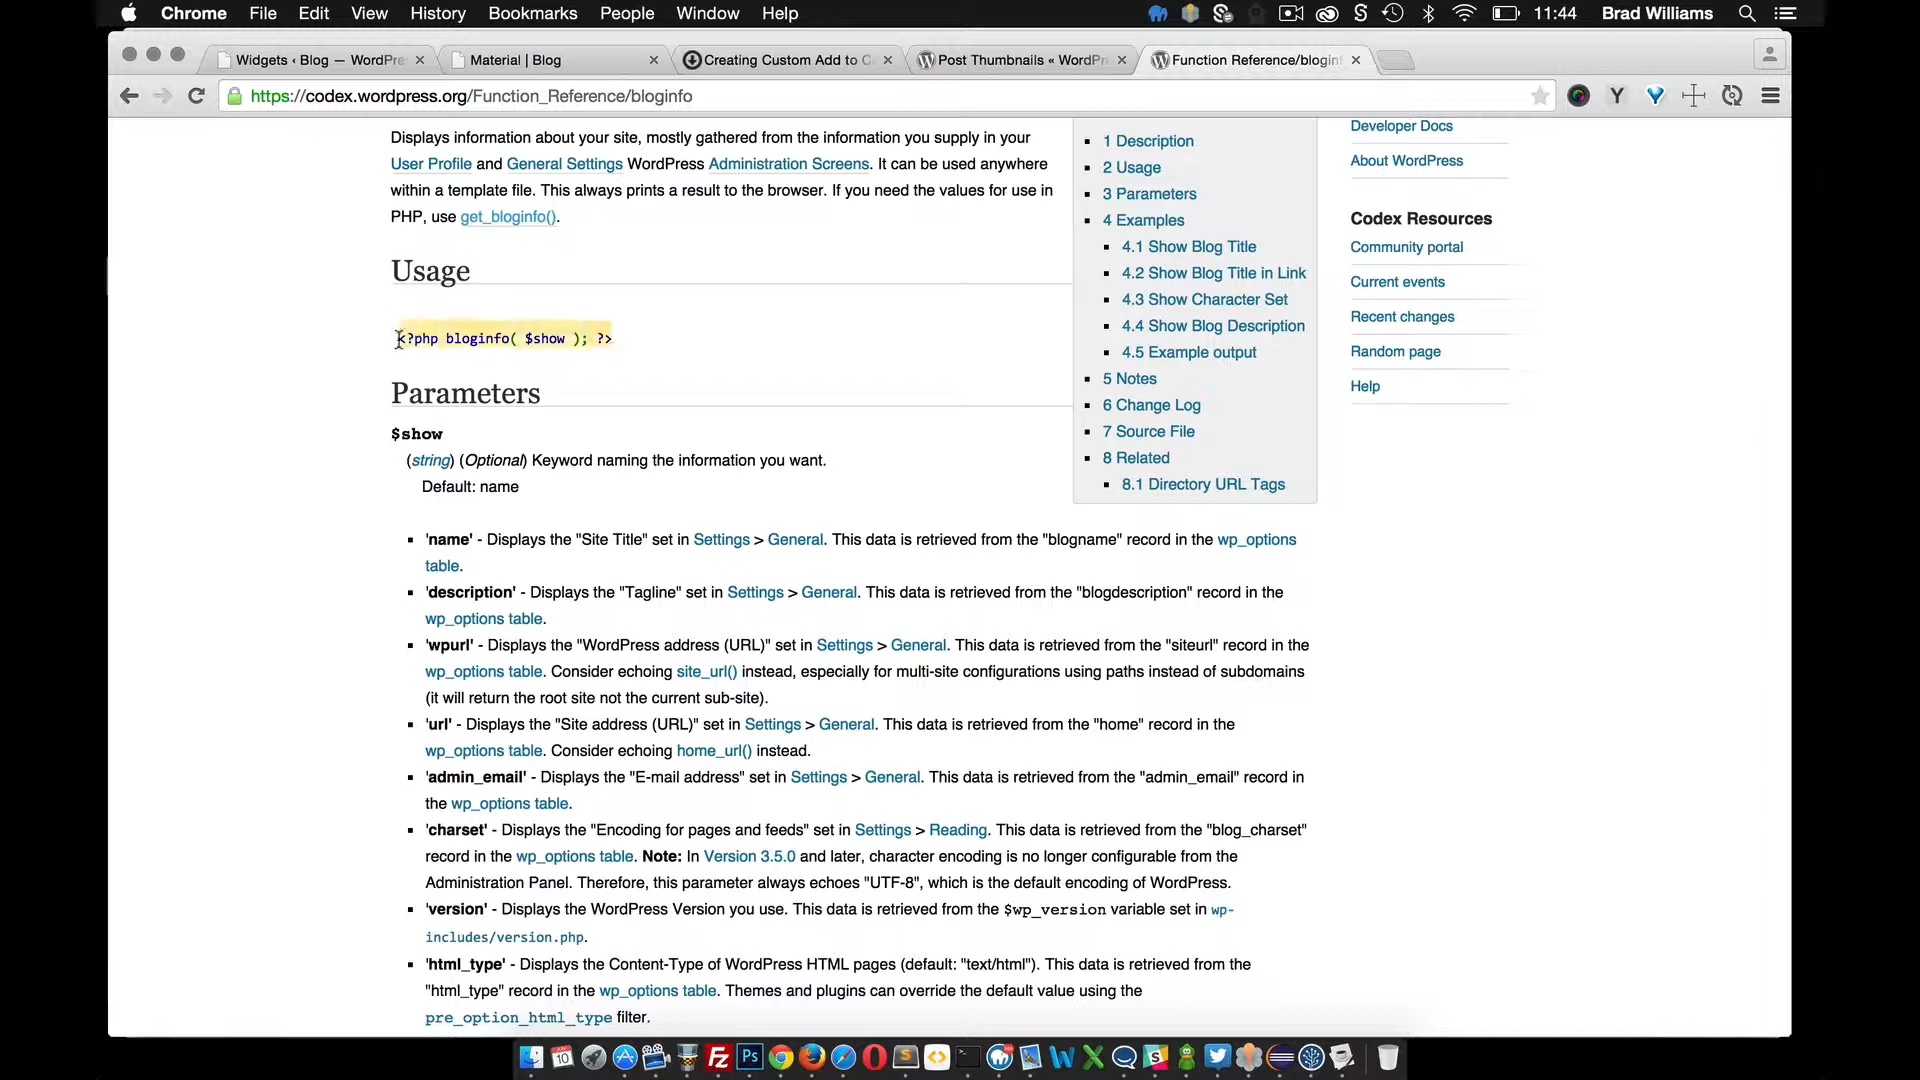 Chrome File Edit View History Bookmarks People Window Help 11:44 Brad Williams
Widgets ‹ Blog — WordPre
Material | Blog
Creating Custom Add to C
Post Thumbnails « WordPr
Function Reference/blogin
https://codex.wordpress.org/Function_Reference/bloginfo
Displays information about your site, mostly gathered from the information you supply in your
User Profile and General Settings WordPress Administration Screens. It can be used anywhere
within a template file. This always prints a result to the browser. If you need the values for use in
PHP, use get_bloginfo().
Usage
<?php bloginfo( $show ); ?>
Parameters
$show
(string) (Optional) Keyword naming the information you want.
Default: name
'name' - Displays the "Site Title" set in Settings > General. This data is retrieved from the "blogname" record in the wp_options
table.
'description' - Displays the "Tagline" set in Settings > General. This data is retrieved from the "blogdescription" record in the
wp_options table.
'wpurl' - Displays the "WordPress address (URL)" set in Settings > General. This data is retrieved from the "siteurl" record in the
wp_options table. Consider echoing site_url() instead, especially for multi-site configurations using paths instead of subdomains
(it will return the root site not the current sub-site).
'url' - Displays the "Site address (URL)" set in Settings > General. This data is retrieved from the "home" record in the
wp_options table. Consider echoing home_url() instead.
'admin_email' - Displays the "E-mail address" set in Settings > General. This data is retrieved from the "admin_email" record in
the wp_options table.
'charset' - Displays the "Encoding for pages and feeds" set in Settings > Reading. This data is retrieved from the "blog_charset"
record in the wp_options table. Note: In Version 3.5.0 and later, character encoding is no longer configurable from the
Administration Panel. Therefore, this parameter always echoes "UTF-8", which is the default encoding of WordPress.
'version' - Displays the WordPress Version you use. This data is retrieved from the $wp_version variable set in wp-
includes/version.php.
'html_type' - Displays the Content-Type of WordPress HTML pages (default: "text/html"). This data is retrieved from the
"html_type" record in the wp_options table. Themes and plugins can override the default value using the
pre_option_html_type filter.
1 Description
2 Usage
3 Parameters
4 Examples
4.1 Show Blog Title
4.2 Show Blog Title in Link
4.3 Show Character Set
4.4 Show Blog Description
4.5 Example output
5 Notes
6 Change Log
7 Source File
8 Related
8.1 Directory URL Tags
Developer Docs
About WordPress
Codex Resources
Community portal
Current events
Recent changes
Random page
Help